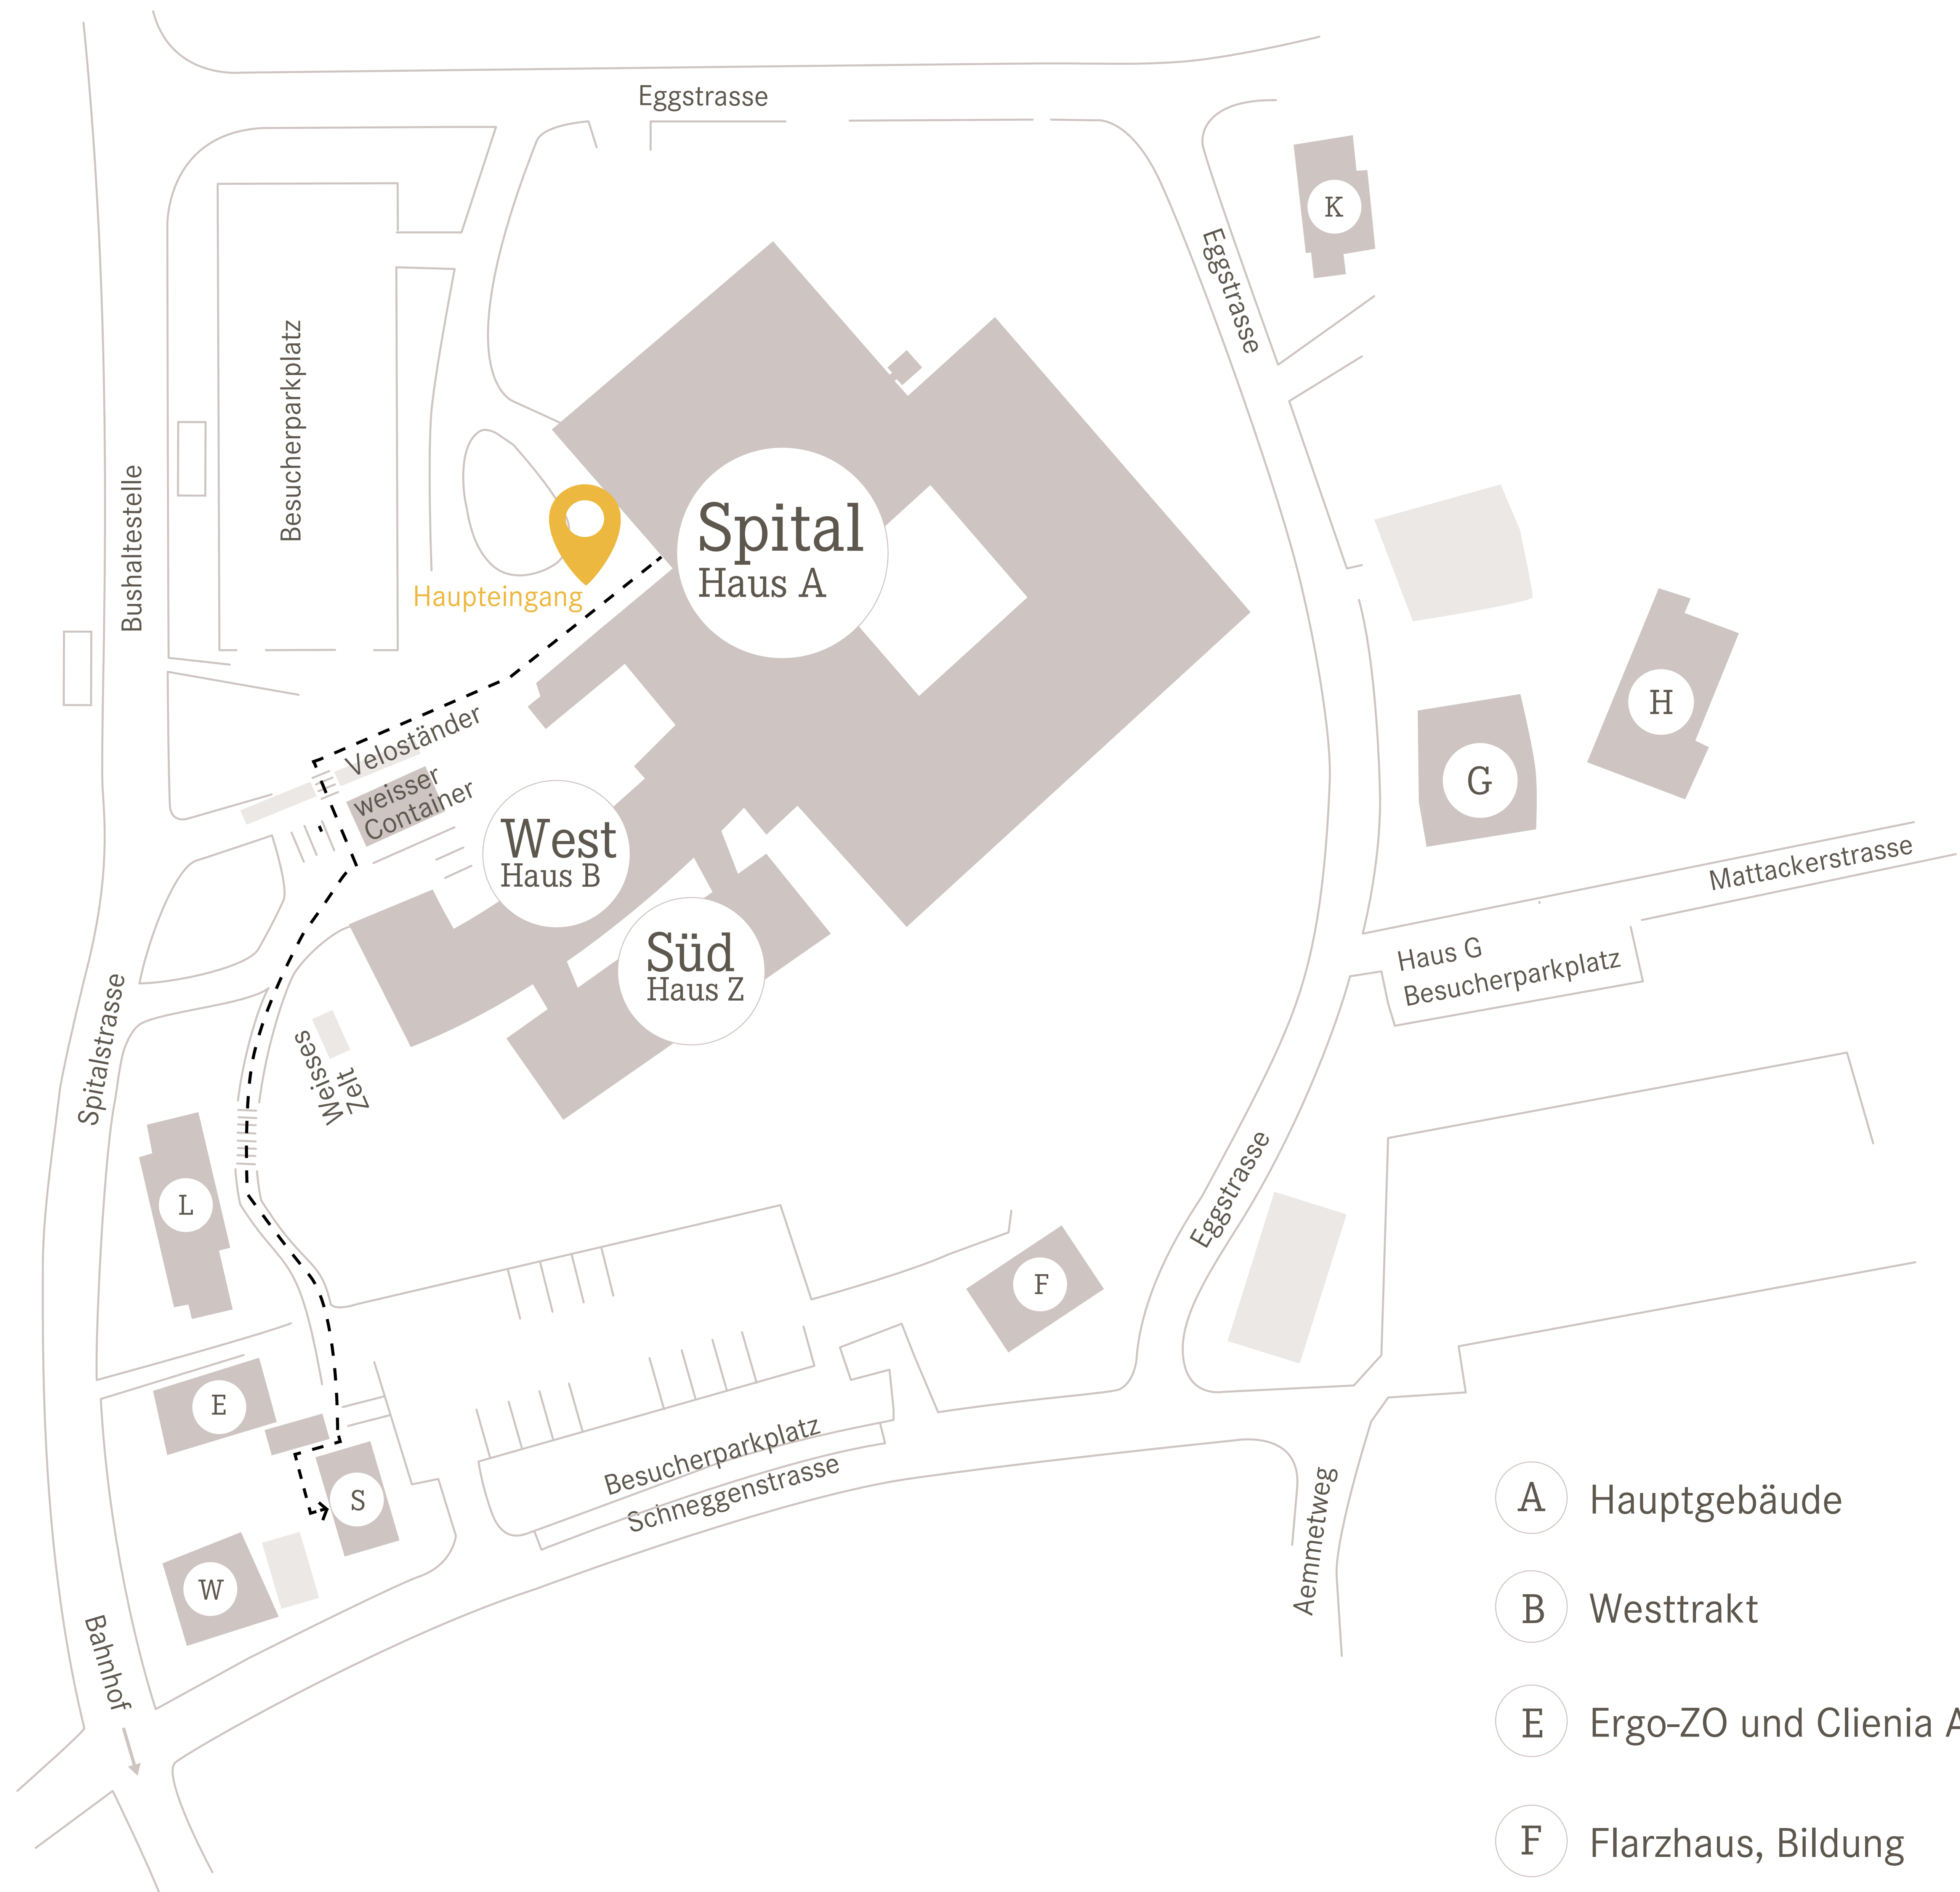 Eggstrasse
K
Eggstrasse
Besucherparkplatz
Bushaltestelle
Spital
Haus A
Haupteingang
H
G
Veloständer
weisser
Container
West
Haus B
Mattackerstrasse
Süd
Haus Z
Haus G
Besucherparkplatz
Spitalstrasse
Weisses
Zelt
Eggstrasse
L
F
E
Besucherparkplatz
Schneggenstrasse
S
W
Aemmetweg
Bahnhof
A Hauptgebäude
B Westtrakt
E Ergo-ZO und Clienia A
F Flarzhaus, Bildung